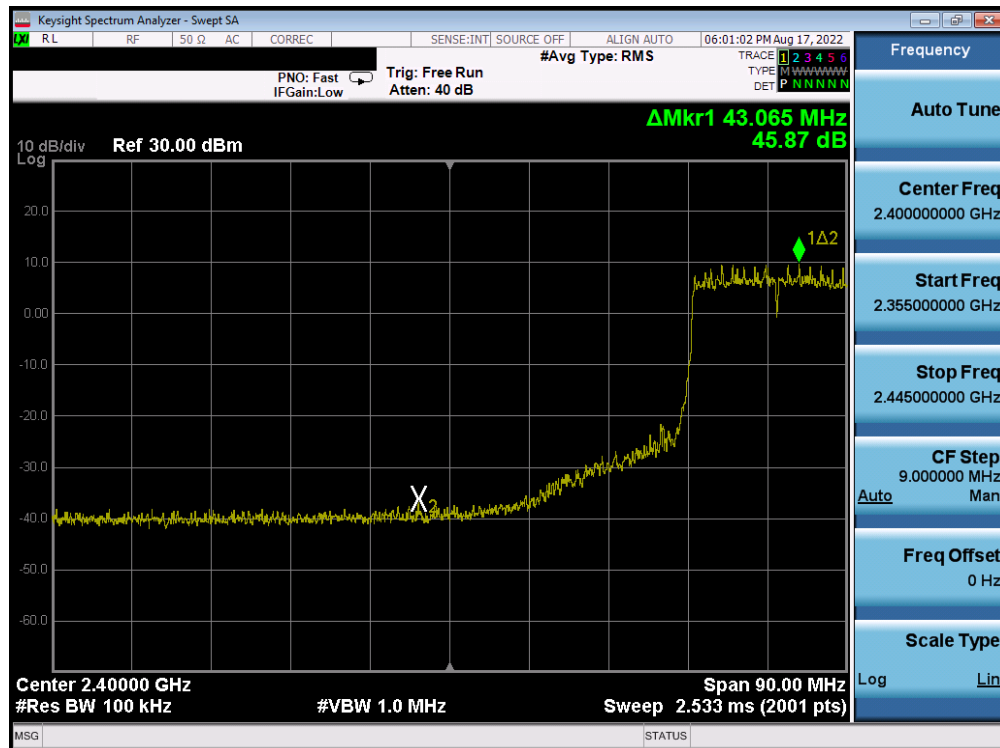 Keysight Spectrum Analyzer - Swept SA
LXI RL RF 50 Ω AC CORREC SENSE:INT SOURCE OFF ALIGN AUTO 06:01:02 PM Aug 17, 2022
Frequency
PNO: Fast
IFGain:Low
Trig: Free Run
Atten: 40 dB
#Avg Type: RMS
TRACE 1 2 3 4 5 6
TYPE M W W W W W
DET P N N N N N
ΔMkr1 43.065 MHz
45.87 dB
10 dB/div Ref 30.00 dBm
Log
20.0
10.0
0.00
-10.0
-20.0
-30.0
-40.0
-50.0
-60.0
1Δ2
X2
Center 2.40000 GHz Span 90.00 MHz
#Res BW 100 kHz #VBW 1.0 MHz Sweep 2.533 ms (2001 pts)
Auto Tune
Center Freq
2.400000000 GHz
Start Freq
2.355000000 GHz
Stop Freq
2.445000000 GHz
CF Step
9.000000 MHz
Auto Man
Freq Offset
0 Hz
Scale Type
Log Lin
MSG STATUS